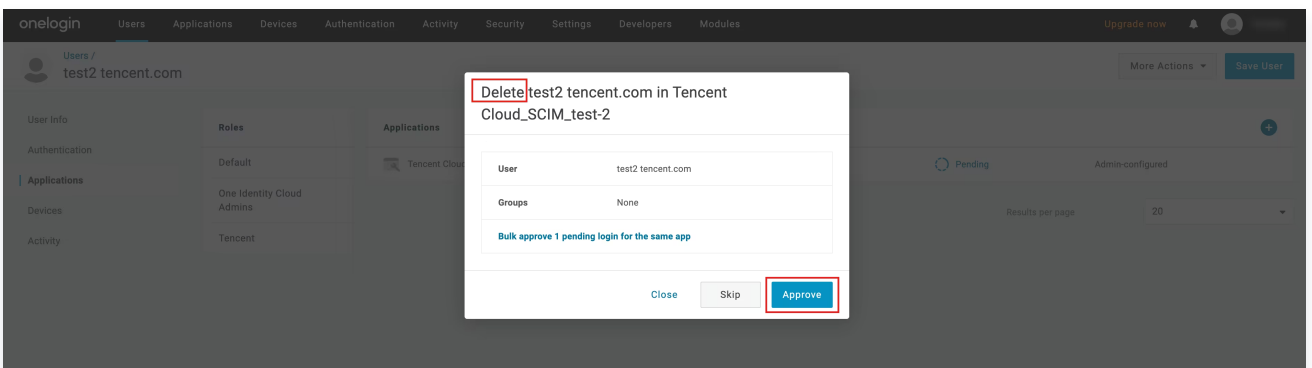 onelogin Users Applications Devices Authentication Activity Security Settings Developers Modules Upgrade now
Users /
test2 tencent.com
More Actions Save User
Delete test2 tencent.com in Tencent
Cloud_SCIM_test-2
User Info
Authentication
Applications
Devices
Activity
Roles
Default
One Identity Cloud
Admins
Tencent
Applications
Tencent Clou
User test2 tencent.com
Groups None
Bulk approve 1 pending login for the same app
Close Skip Approve
Pending Admin-configured
Results per page 20